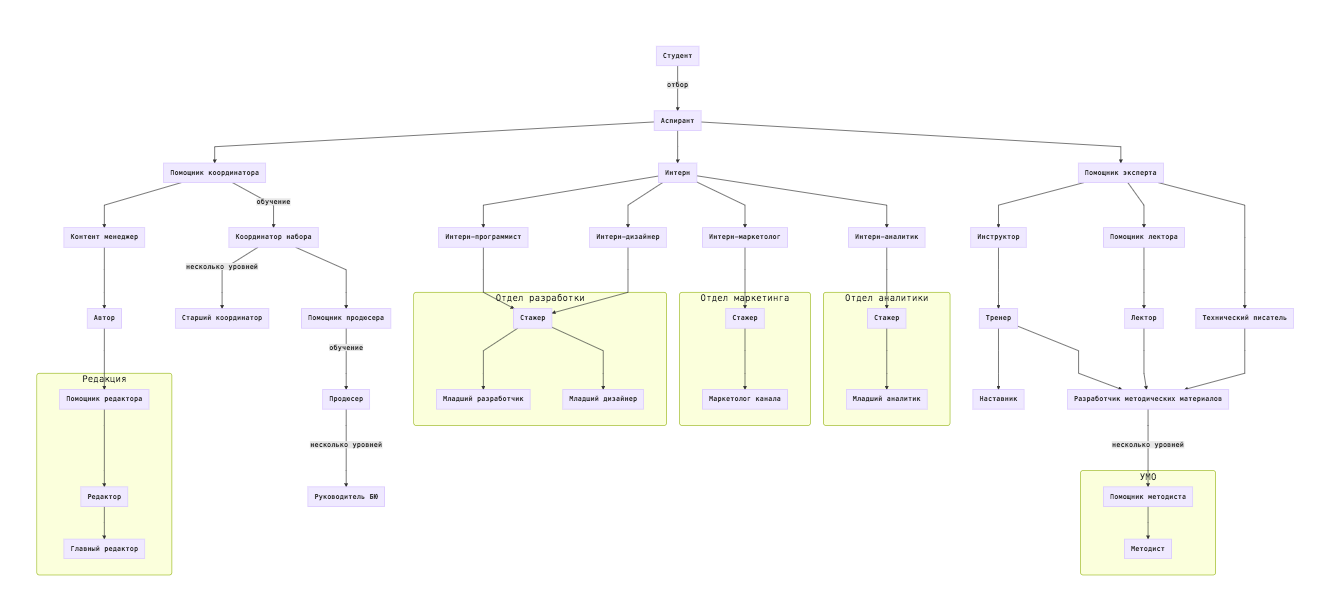 Студент
отбор
Аспирант
Помощник координатора
Интерн
Помощник эксперта
обучение
Контент менеджер
Координатор набора
Интерн-программист
Интерн-дизайнер
Интерн-маркетолог
Интерн-аналитик
Инструктор
Помощник лектора
несколько уровней
Отдел разработки
Отдел маркетинга
Отдел аналитики
Автор
Старший координатор
Помощник продюсера
Стажер
Стажер
Стажер
Тренер
Лектор
Технический писатель
обучение
Редакция
Помощник редактора
Продюсер
Младший разработчик
Младший дизайнер
Маркетолог канала
Младший аналитик
Наставник
Разработчик методических материалов
несколько уровней
несколько уровней
УМО
Редактор
Руководитель БЮ
Помощник методиста
Главный редактор
Методист